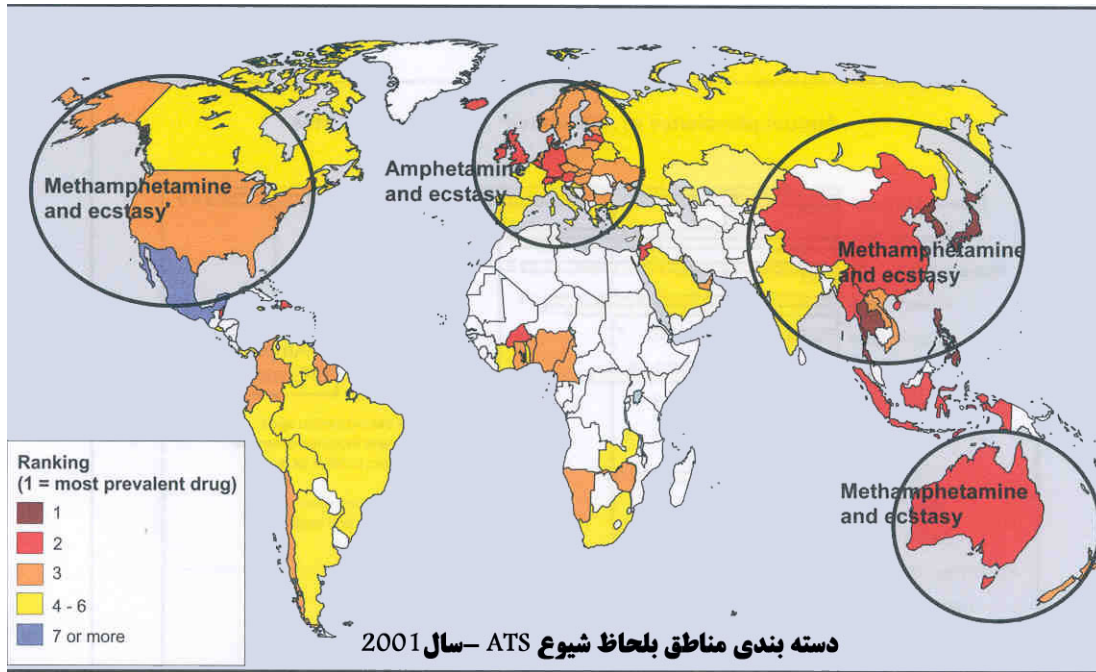 Methamphetamine
and ecstasy
Amphetamine
and ecstasy
Methamphetamine
and ecstasy
Methamphetamine
and ecstasy
Ranking
(1 = most prevalent drug)
1
2
3
4 - 6
7 or more
دسته بندی مناطق بلحاظ شیوع ATS –سال2001